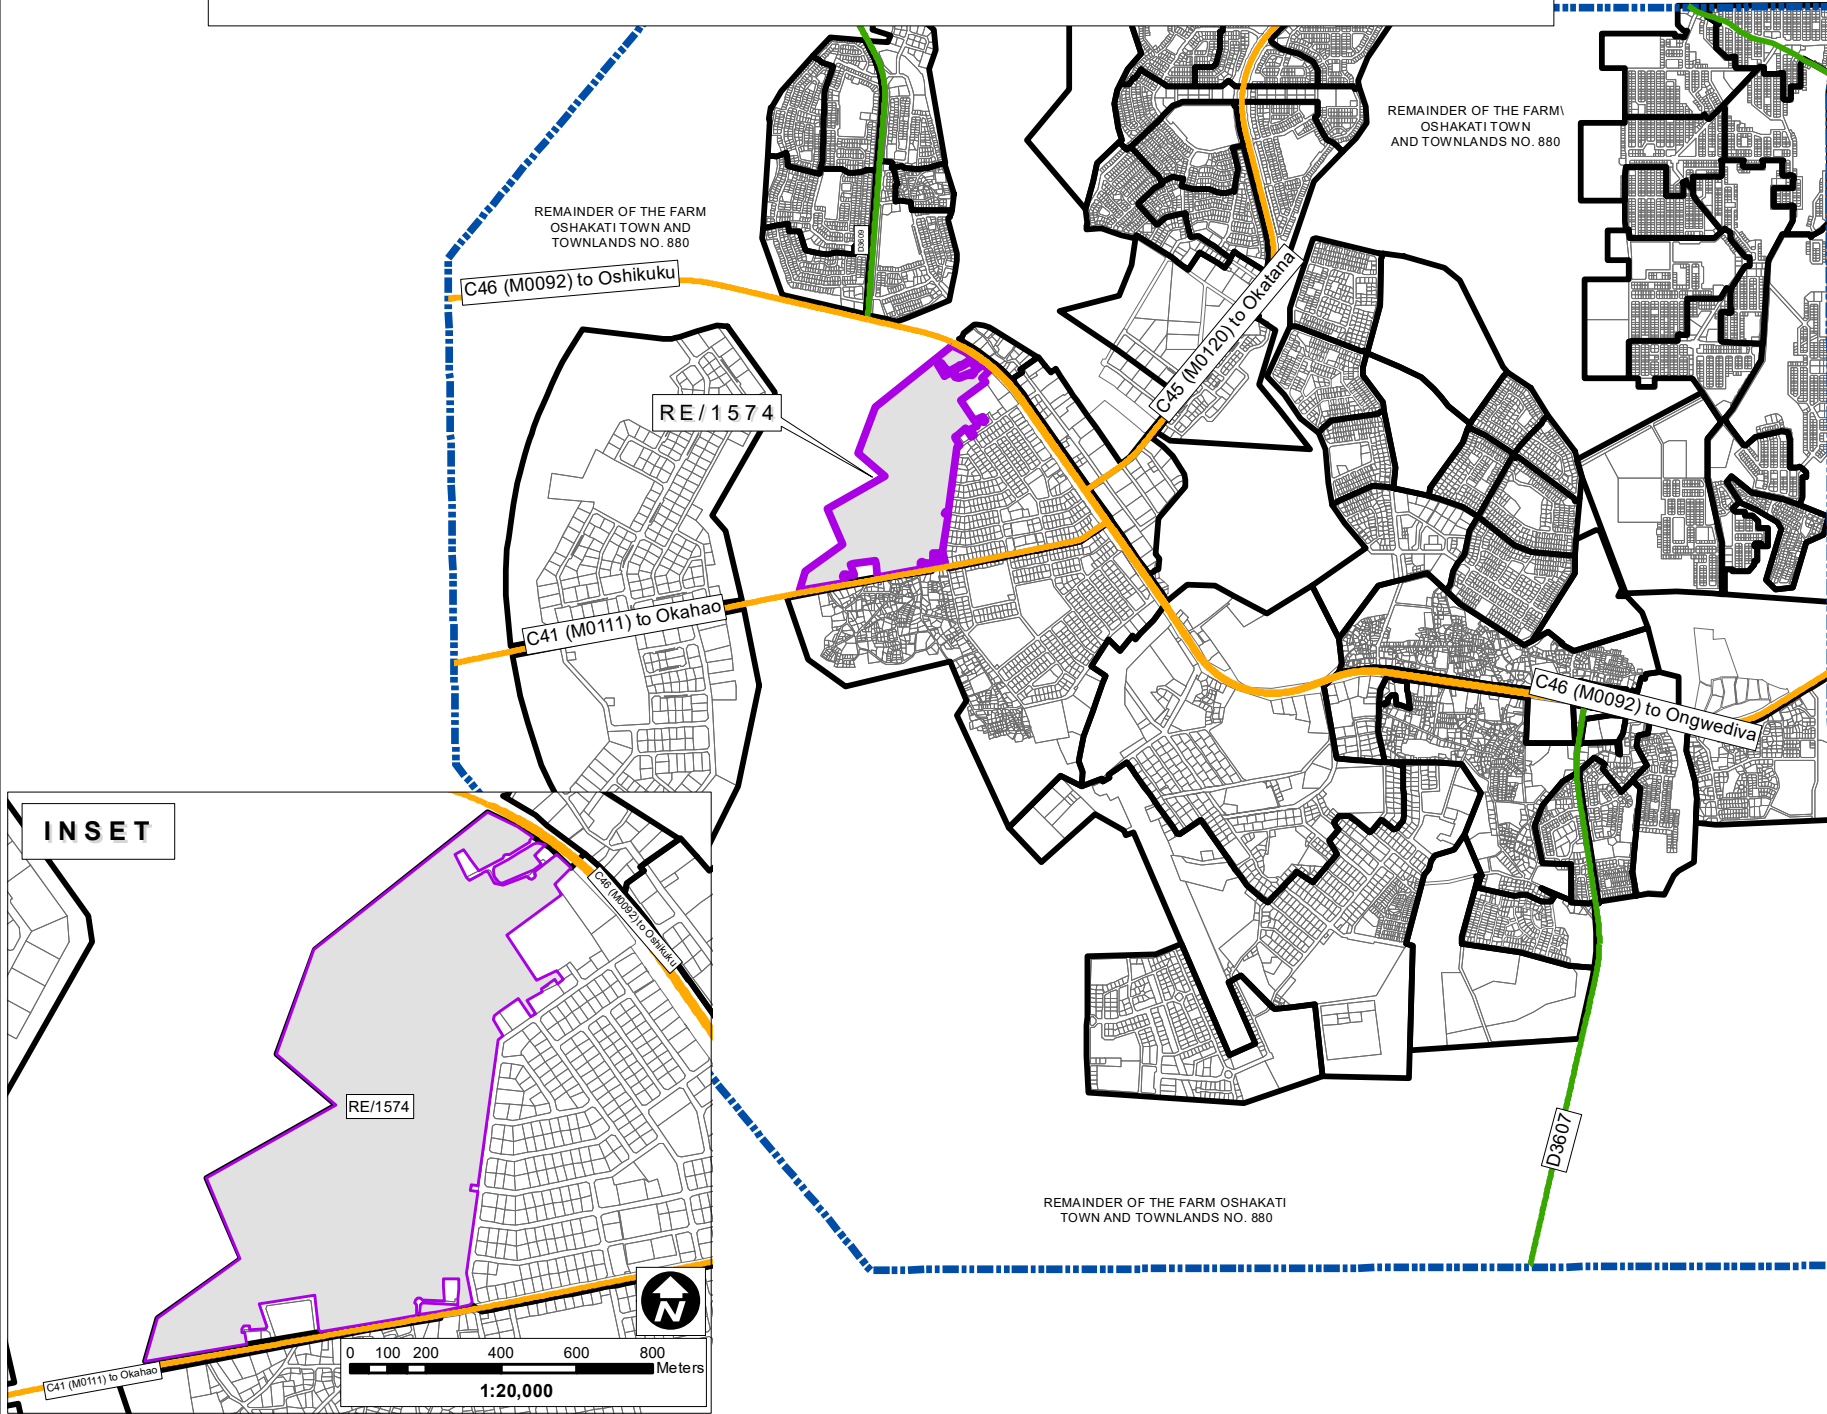 REMAINDER OF THE FARM\
OSHAKATI TOWN
AND TOWNLANDS NO. 880
REMAINDER OF THE FARM
OSHAKATI TOWN AND
TOWNLANDS NO. 880
D3609
C46 (M0092) to Oshikuku
C45 (M0120) to Okatana
RE/1574
C41 (M0111) to Okahao
C46 (M0092) to Ongwediva
INSET
C46 (M0092) to Oshikuku
RE/1574
D3607
REMAINDER OF THE FARM OSHAKATI
TOWN AND TOWNLANDS NO. 880
N
0 100 200 400 600 800
Meters
1:20,000
C41 (M0111) to Okahao